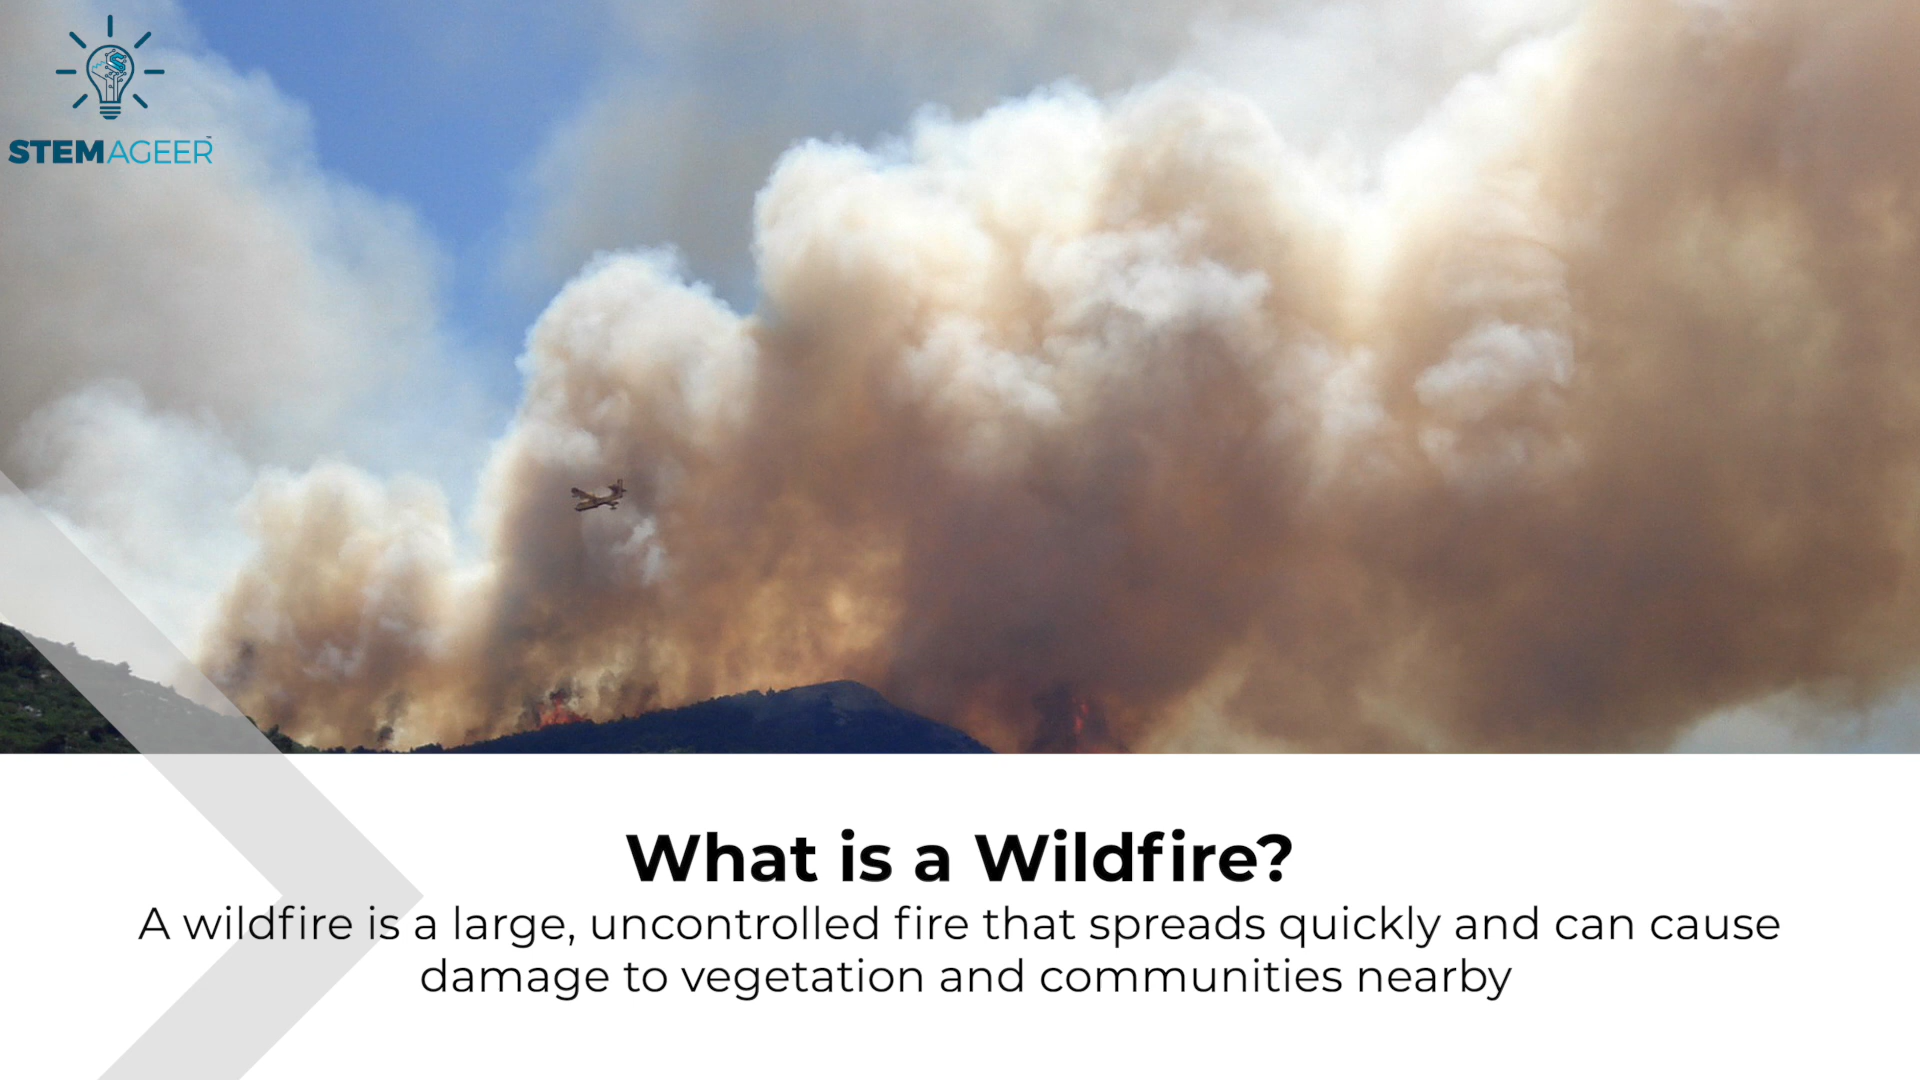 STEMAGEER™
What is a Wildfire?
A wildfire is a large, uncontrolled fire that spreads quickly and can cause
damage to vegetation and communities nearby